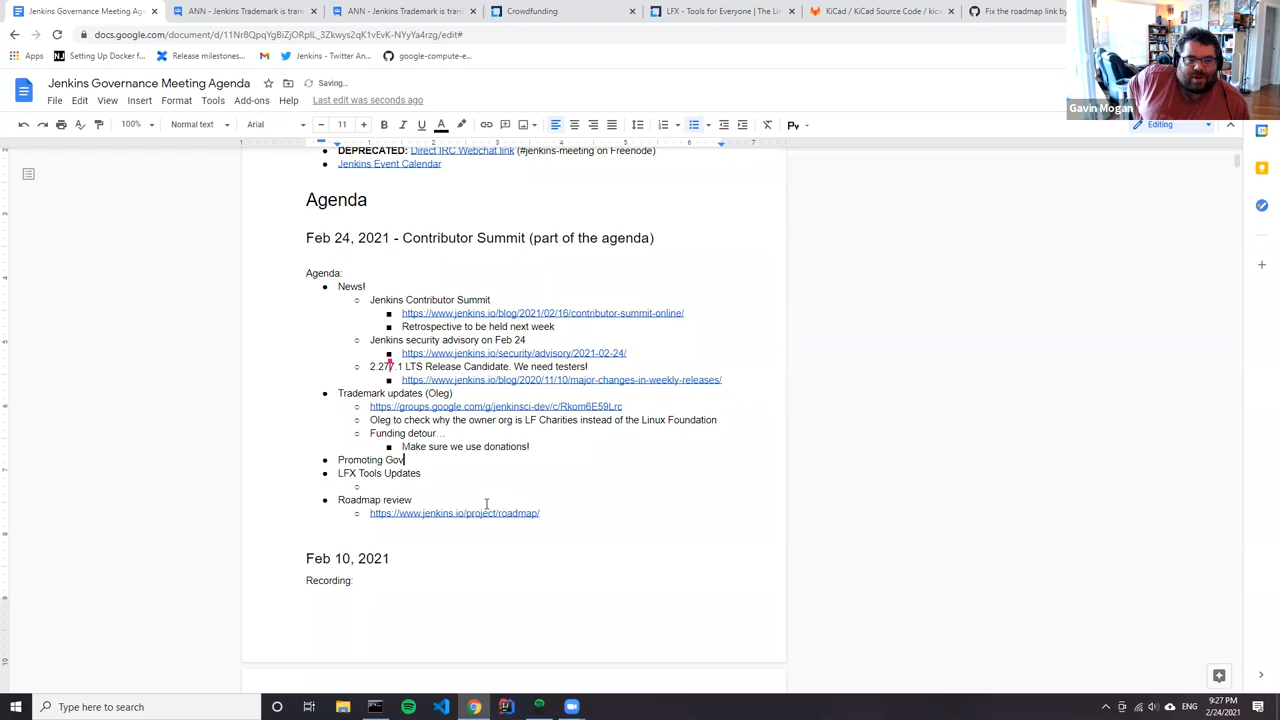 Jenkins Governance Meeting Age
ANN - Jenkins Trademark is tran
ANN - Jenkins Trademark is tran
Crowdfunding
LFX - Tools for Everyone | The Lin
KiCad / KiCad Source Code / kica
Fix the roadmap link by
docs.google.com/document/d/11Nr8QpqYgBiZjORpIL_3Zkwys2qK1vEvK-NYyYa4rzg/edit#
Apps
Setting Up Docker f...
Release milestones...
Jenkins - Twitter An...
google-compute-e...
Gavin Mogan
Jenkins Governance Meeting Agenda
Saving...
File Edit View Insert Format Tools Add-ons Help Last edit was seconds ago
100% Normal text Arial 11 Editing
DEPRECATED: Direct IRC Webchat link (#jenkins-meeting on Freenode)
Jenkins Event Calendar
Agenda
Feb 24, 2021 - Contributor Summit (part of the agenda)
Agenda:
News!
Jenkins Contributor Summit
https://www.jenkins.io/blog/2021/02/16/contributor-summit-online/
Retrospective to be held next week
Jenkins security advisory on Feb 24
https://www.jenkins.io/security/advisory/2021-02-24/
2.277.1 LTS Release Candidate. We need testers!
https://www.jenkins.io/blog/2020/11/10/major-changes-in-weekly-releases/
Trademark updates (Oleg)
https://groups.google.com/g/jenkinsci-dev/c/Rkom6E59Lrc
Oleg to check why the owner org is LF Charities instead of the Linux Foundation
Funding detour...
Make sure we use donations!
Promoting Gov
LFX Tools Updates
Roadmap review
https://www.jenkins.io/project/roadmap/
Feb 10, 2021
Recording:
Type here to search
ENG
9:27 PM
2/24/2021